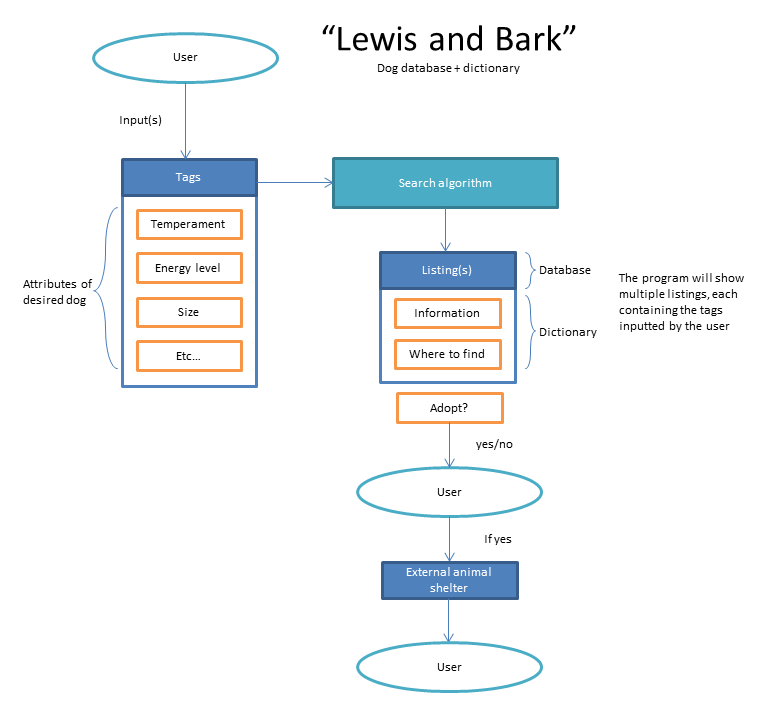 “Lewis and Bark”
Dog database + dictionary
User
Input(s)
Tags
Temperament
Energy level
Size
Etc...
Attributes of
desired dog
Search algorithm
Listing(s)
Information
Where to find
Database
Dictionary
The program will show
multiple listings, each
containing the tags
inputted by the user
Adopt?
yes/no
User
If yes
External animal
shelter
User